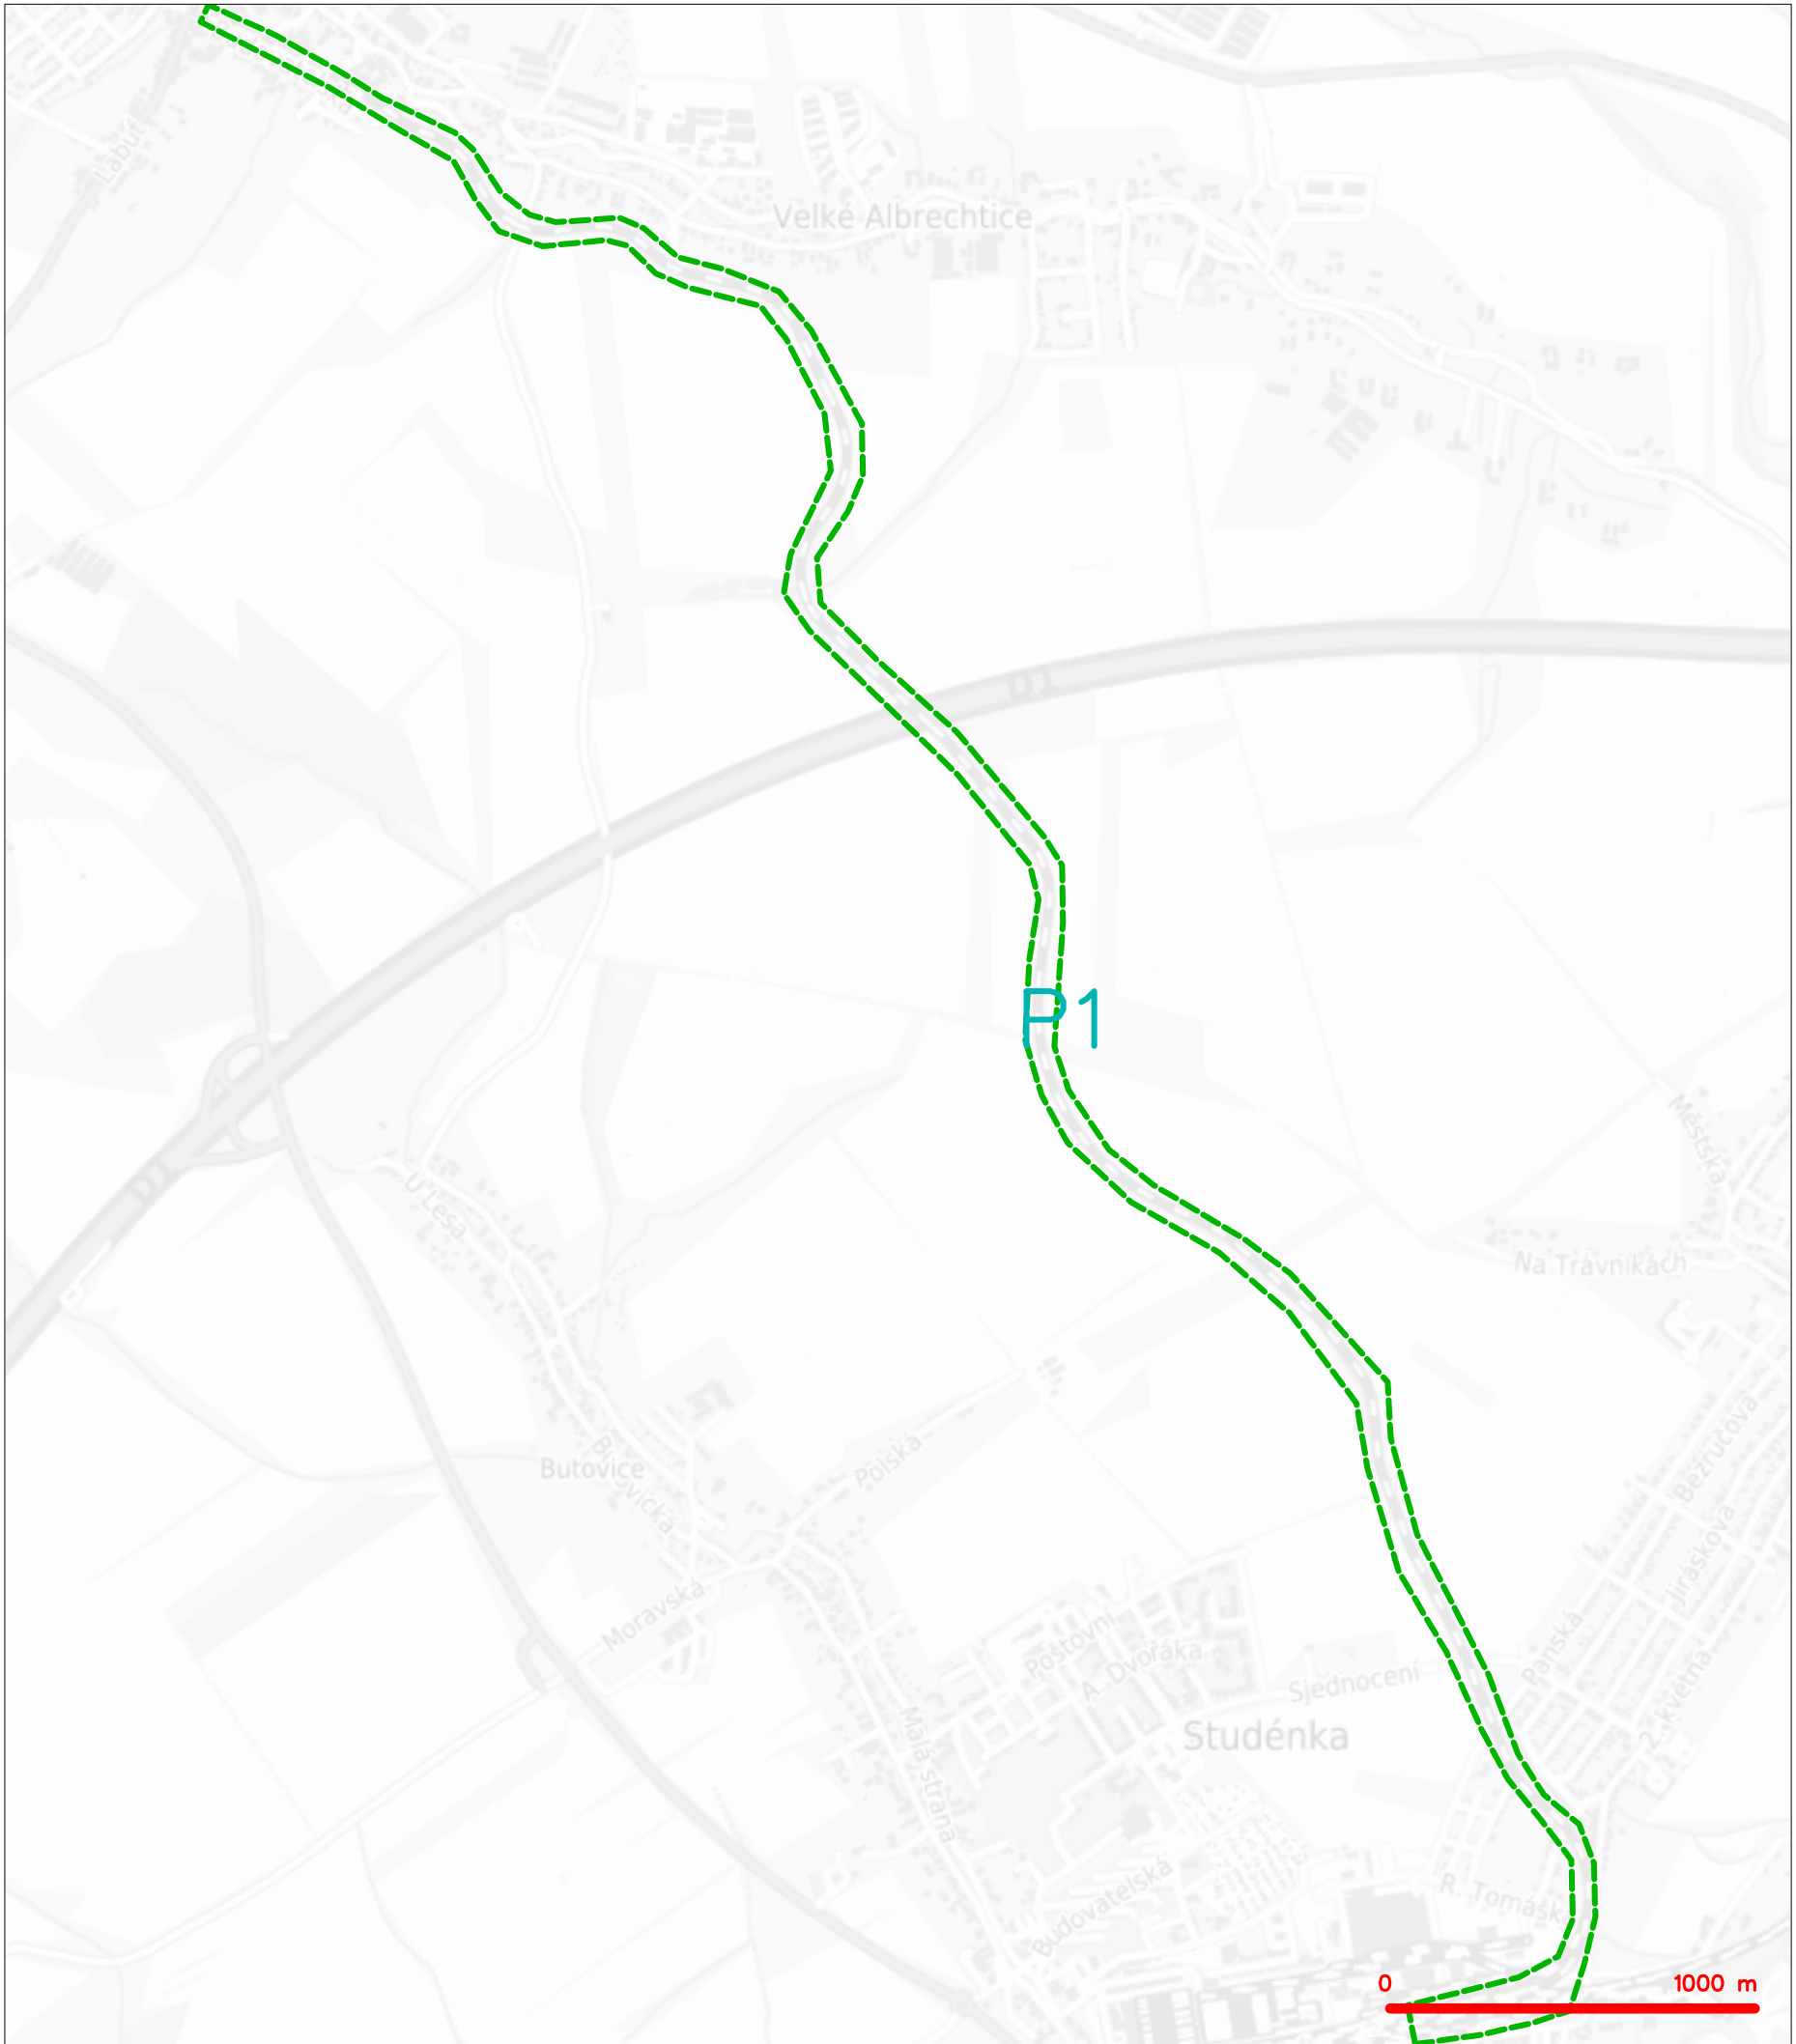 Labuť
Velké Albrechtice
D1
P1
Městská
D1
U Lesa
Na Trávníkách
Bezručova
Butovice
Butovická
Polská
Jiráskova
Moravská
Poštovní
A. Dvořáka
Panská
Sjednocení
2. května
Studénka
Malá strana
Budovatelská
R. Tomášk
0 1000 m